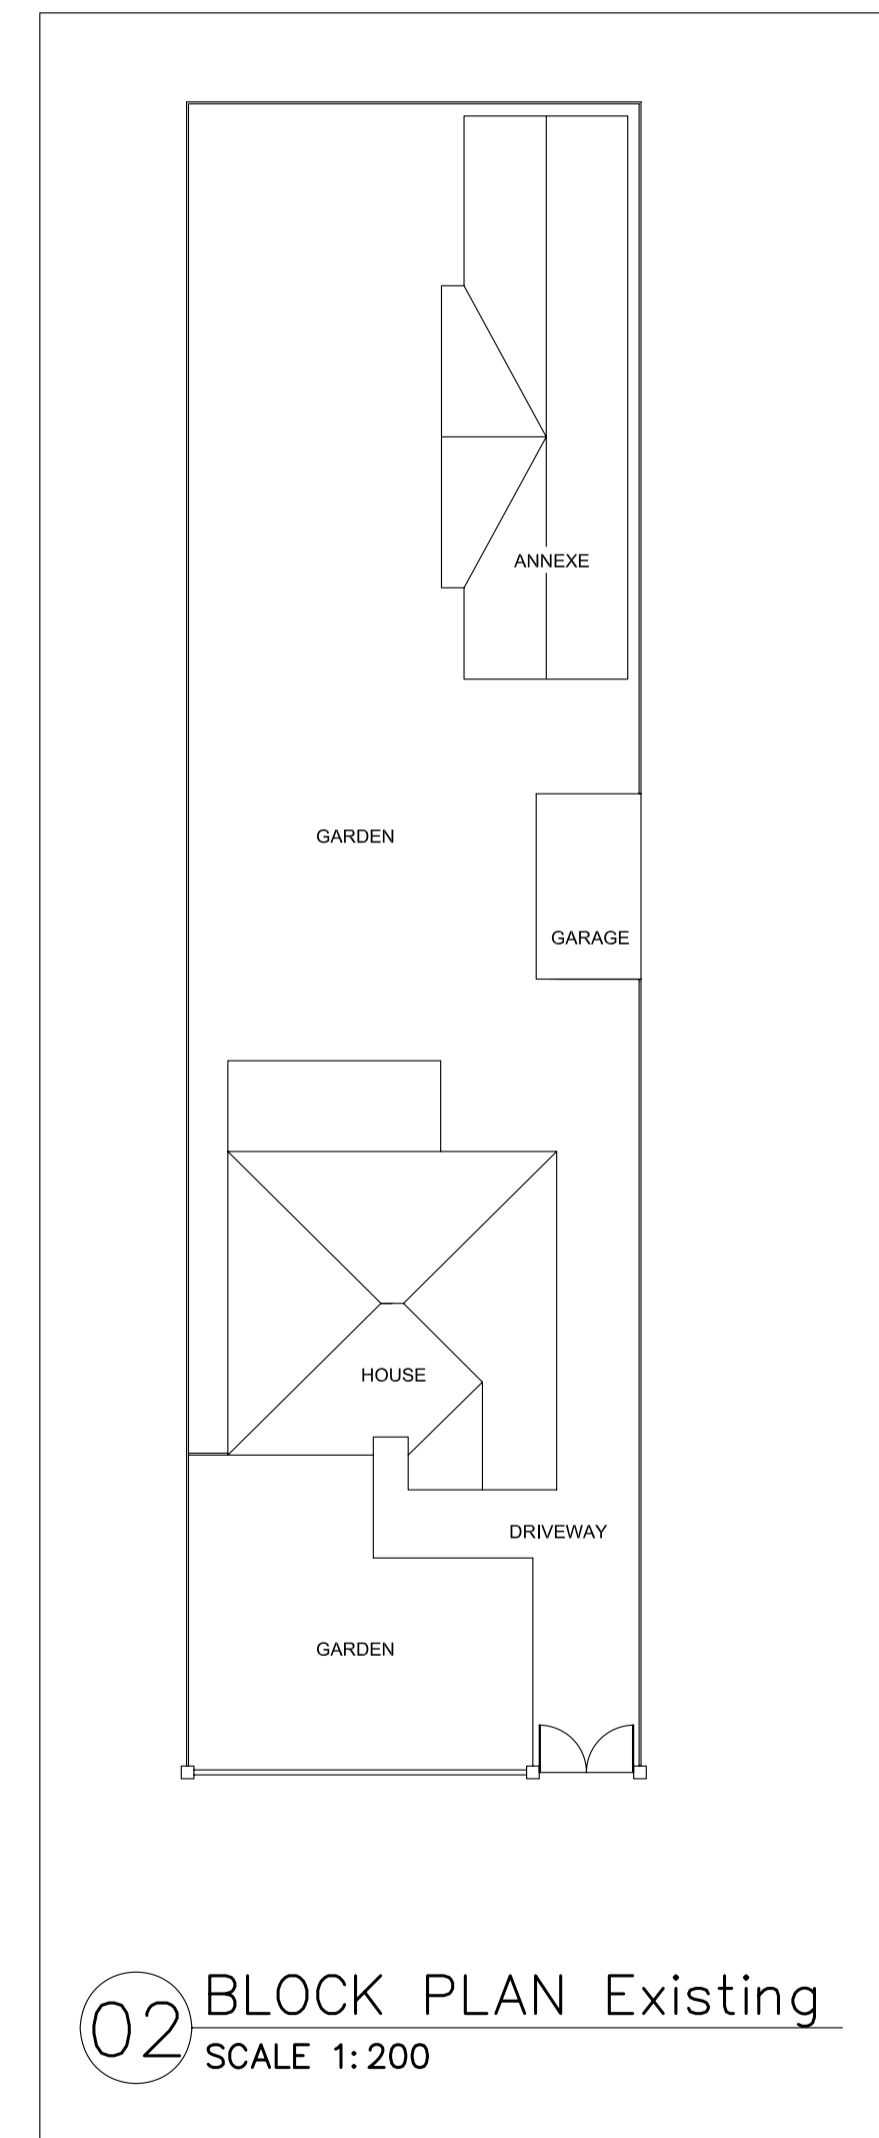 ANNEXE
GARDEN
GARAGE
HOUSE
DRIVEWAY
GARDEN
02
BLOCK PLAN Existing
SCALE 1:200